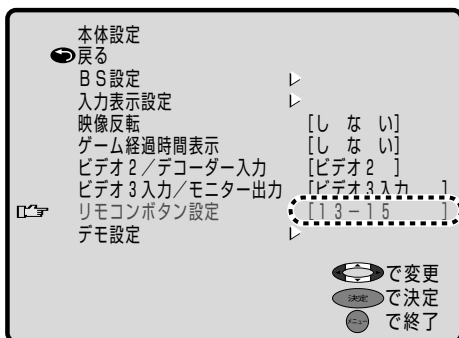 本体設定
戻る
BS設定
入力表示設定
映像反転 [し な い]
ゲーム経過時間表示 [し な い]
ビデオ2/デコーダー入力 [ビデオ2 ]
ビデオ3入力/モニター出力 [ビデオ3入力 ]
リモコンボタン設定 [13-15 ]
デモ設定
で変更
決定 で決定
メニュー で終了